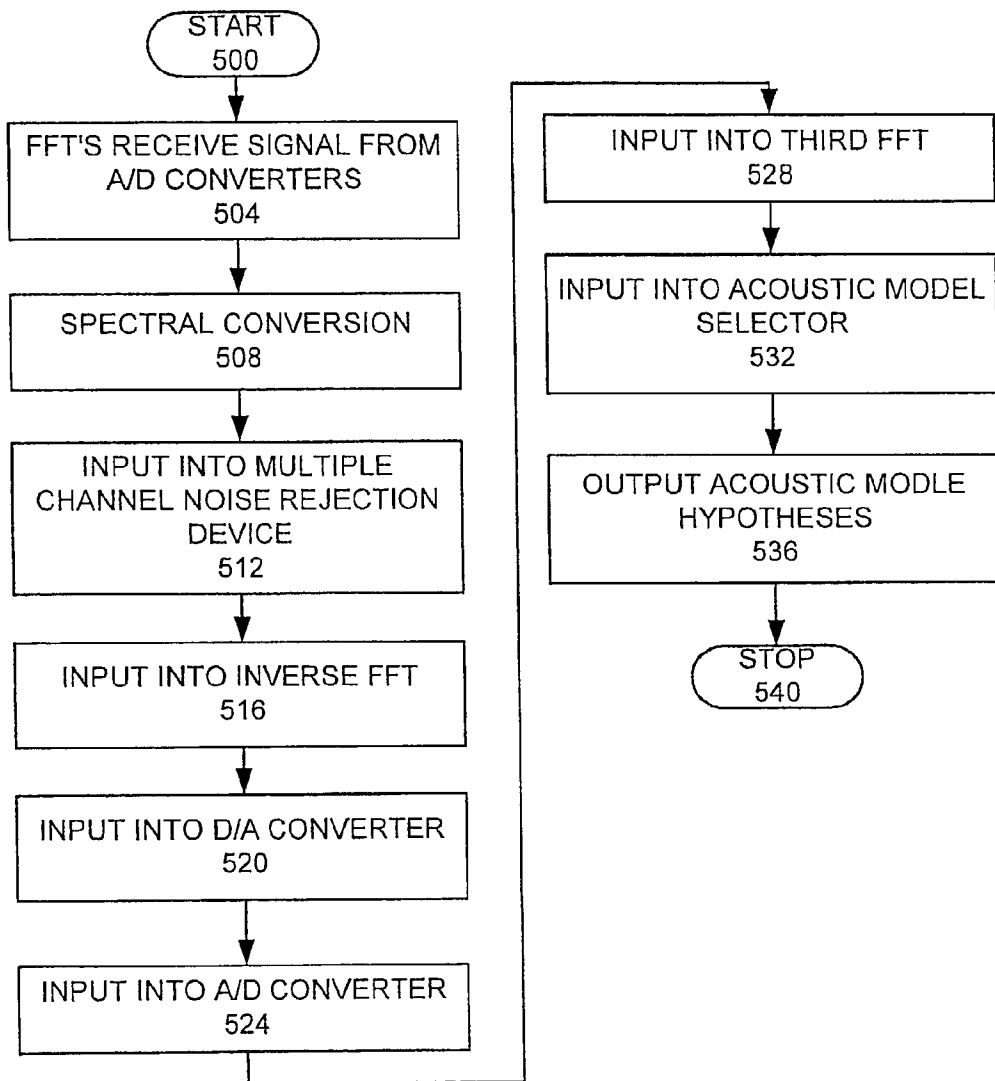 START
500
FFT'S RECEIVE SIGNAL FROM
A/D CONVERTERS
504
SPECTRAL CONVERSION
508
INPUT INTO MULTIPLE
CHANNEL NOISE REJECTION
DEVICE
512
INPUT INTO INVERSE FFT
516
INPUT INTO D/A CONVERTER
520
INPUT INTO A/D CONVERTER
524
INPUT INTO THIRD FFT
528
INPUT INTO ACOUSTIC MODEL
SELECTOR
532
OUTPUT ACOUSTIC MODLE
HYPOTHESES
536
STOP
540